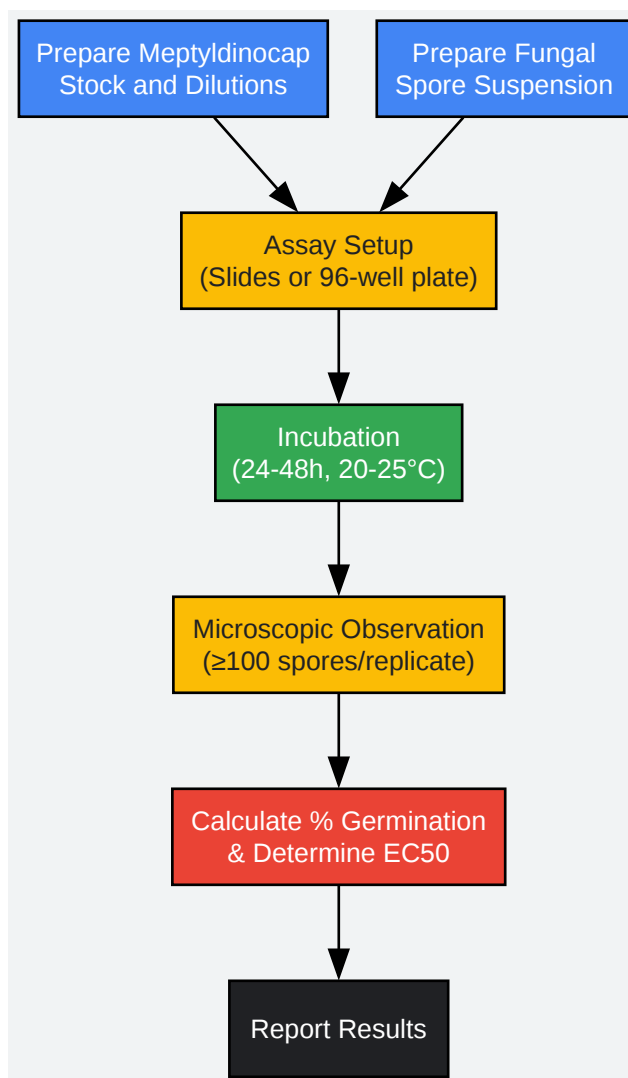 Prepare Meptyldinocap
Stock and Dilutions
Prepare Fungal
Spore Suspension
Assay Setup
(Slides or 96-well plate)
Incubation
(24-48h, 20-25°C)
Microscopic Observation
(≥100 spores/replicate)
Calculate % Germination
& Determine EC50
Report Results